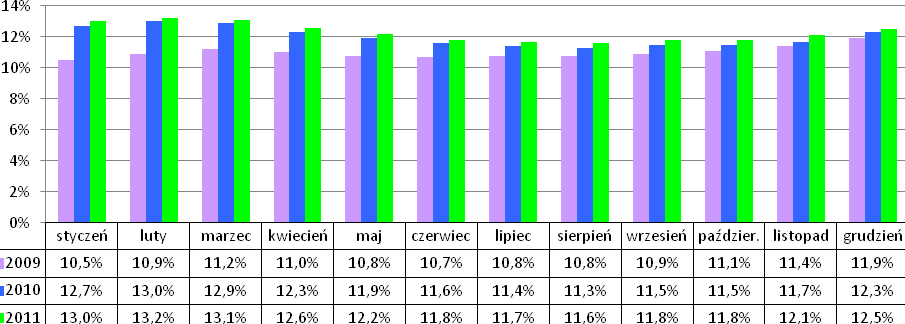 14%
12%
10%
8%
6%
4%
2%
0%
styczeń luty marzec kwiecień maj czerwiec lipiec sierpień wrzesień paździer. listopad grudzień
2009 10,5% 10,9% 11,2% 11,0% 10,8% 10,7% 10,8% 10,8% 10,9% 11,1% 11,4% 11,9%
2010 12,7% 13,0% 12,9% 12,3% 11,9% 11,6% 11,4% 11,3% 11,5% 11,5% 11,7% 12,3%
2011 13,0% 13,2% 13,1% 12,6% 12,2% 11,8% 11,7% 11,6% 11,8% 11,8% 12,1% 12,5%